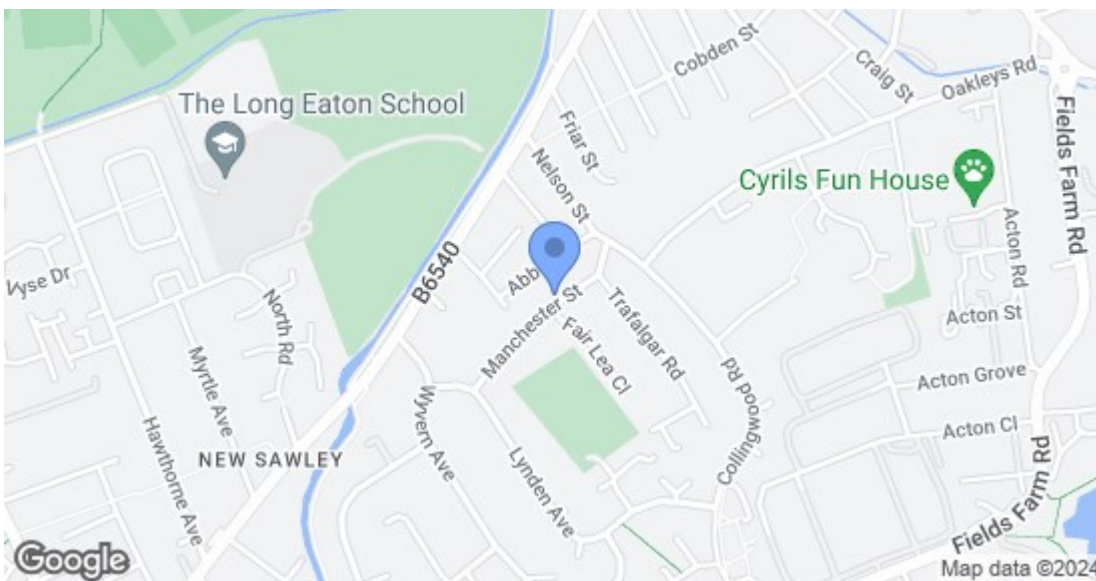 Cobden St
Craig St
Oakleys Rd
The Long Eaton School
Friar St
Fields Farm Rd
Nelson St
Cyrils Fun House
B6540
Abb
Acton Rd
Vyse Dr
North Rd
Manchester St
Trafalgar Rd
Acton St
Fair Lea Cl
Myrtle Ave
Collingwood Rd
Acton Grove
Hawthorne Ave
Wyvern Ave
Acton Cl
NEW SAWLEY
Lynden Ave
Fields Farm Rd
Google
Map data ©2024